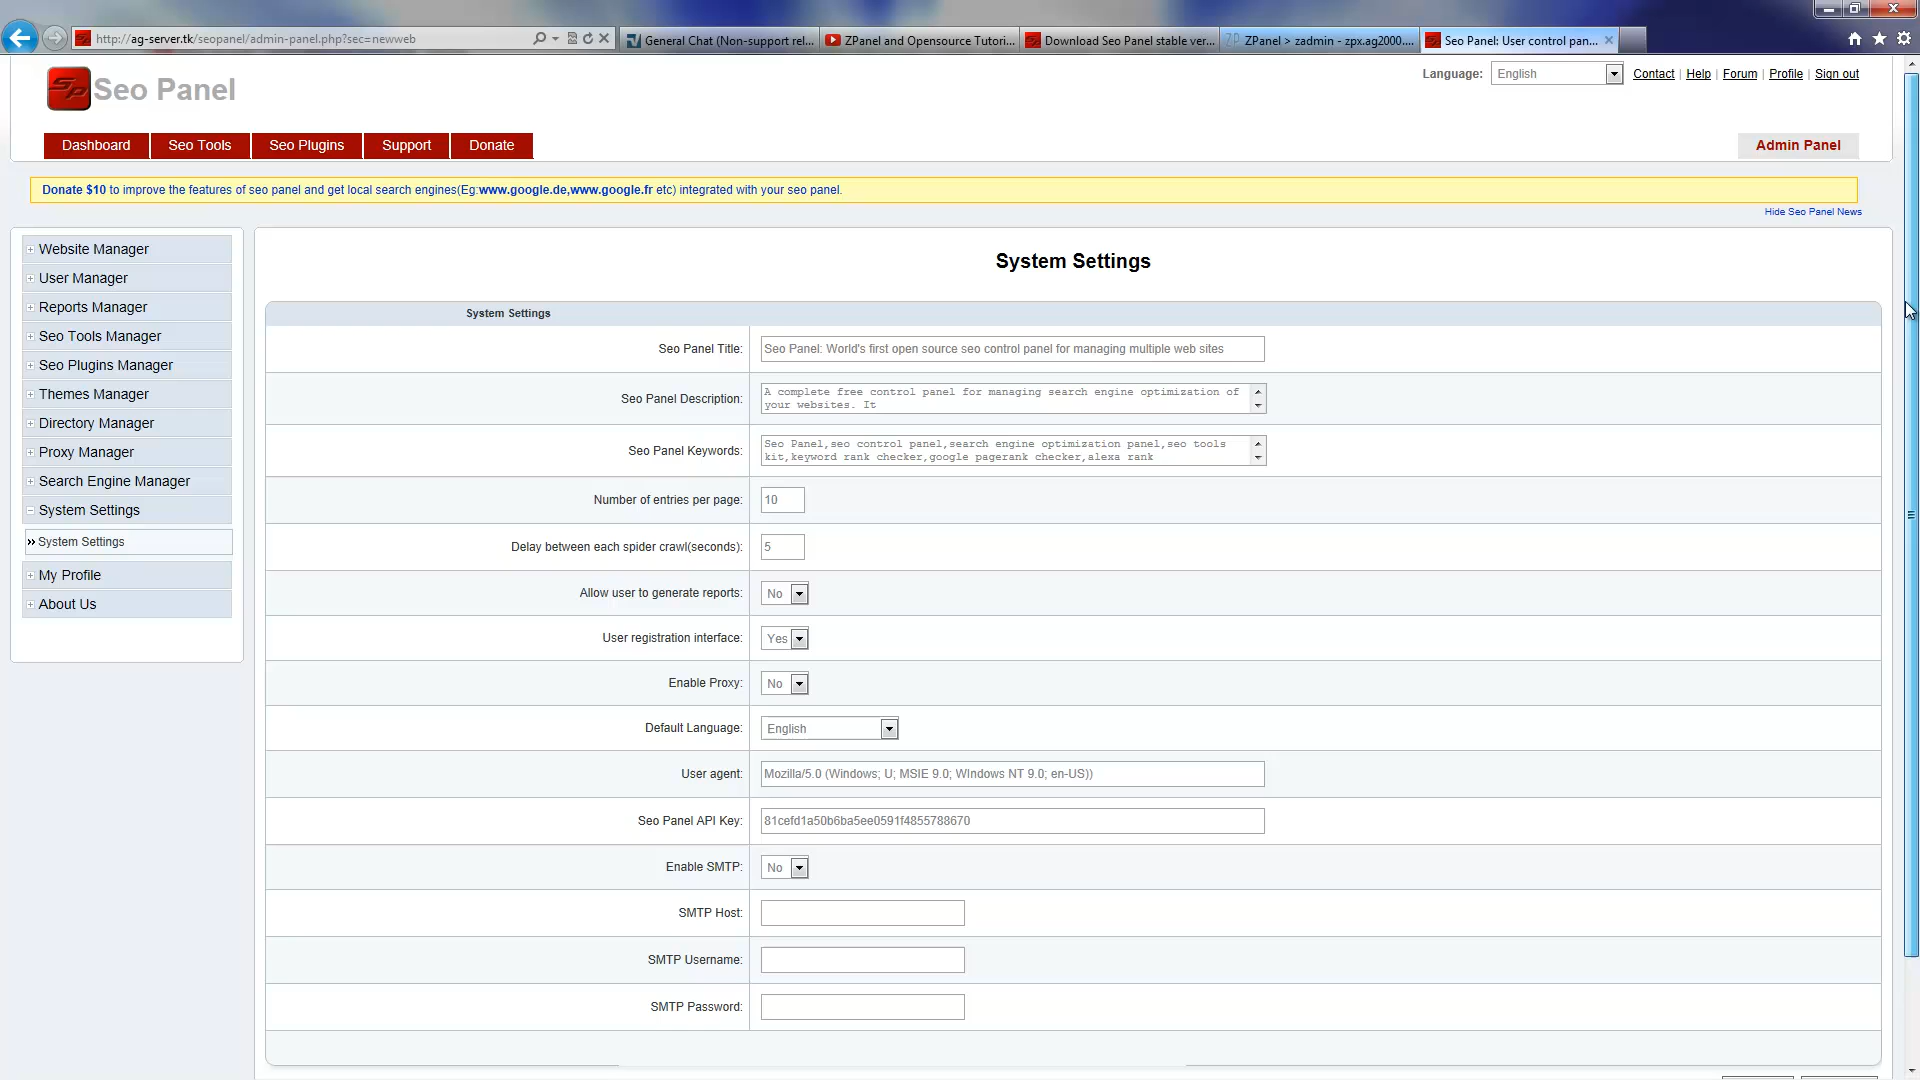 http://ag-server.tk/seopanel/admin-panel.php?sec=newweb
General Chat (Non-support rel...
ZPanel and Opensource Tutori...
Download Seo Panel stable ver...
ZPanel > zadmin - zpx.ag2000....
Seo Panel: User control pan...
Seo Panel
Language: English
Contact | Help | Forum | Profile | Sign out
Dashboard
Seo Tools
Seo Plugins
Support
Donate
Admin Panel
Donate $10 to improve the features of seo panel and get local search engines(Eg:www.google.de,www.google.fr etc) integrated with your seo panel.
Hide Seo Panel News
Website Manager
User Manager
Reports Manager
Seo Tools Manager
Seo Plugins Manager
Themes Manager
Directory Manager
Proxy Manager
Search Engine Manager
System Settings
System Settings
My Profile
About Us
System Settings
System Settings
Seo Panel Title: Seo Panel: World's first open source seo control panel for managing multiple web sites
Seo Panel Description: A complete free control panel for managing search engine optimization of
your websites. It
Seo Panel Keywords: Seo Panel,seo control panel,search engine optimization panel,seo tools
kit,keyword rank checker,google pagerank checker,alexa rank
Number of entries per page: 10
Delay between each spider crawl(seconds): 5
Allow user to generate reports: No
User registration interface: Yes
Enable Proxy: No
Default Language: English
User agent: Mozilla/5.0 (Windows; U; MSIE 9.0; WIndows NT 9.0; en-US))
Seo Panel API Key: 81cefd1a50b6ba5ee0591f4855788670
Enable SMTP: No
SMTP Host:
SMTP Username:
SMTP Password: